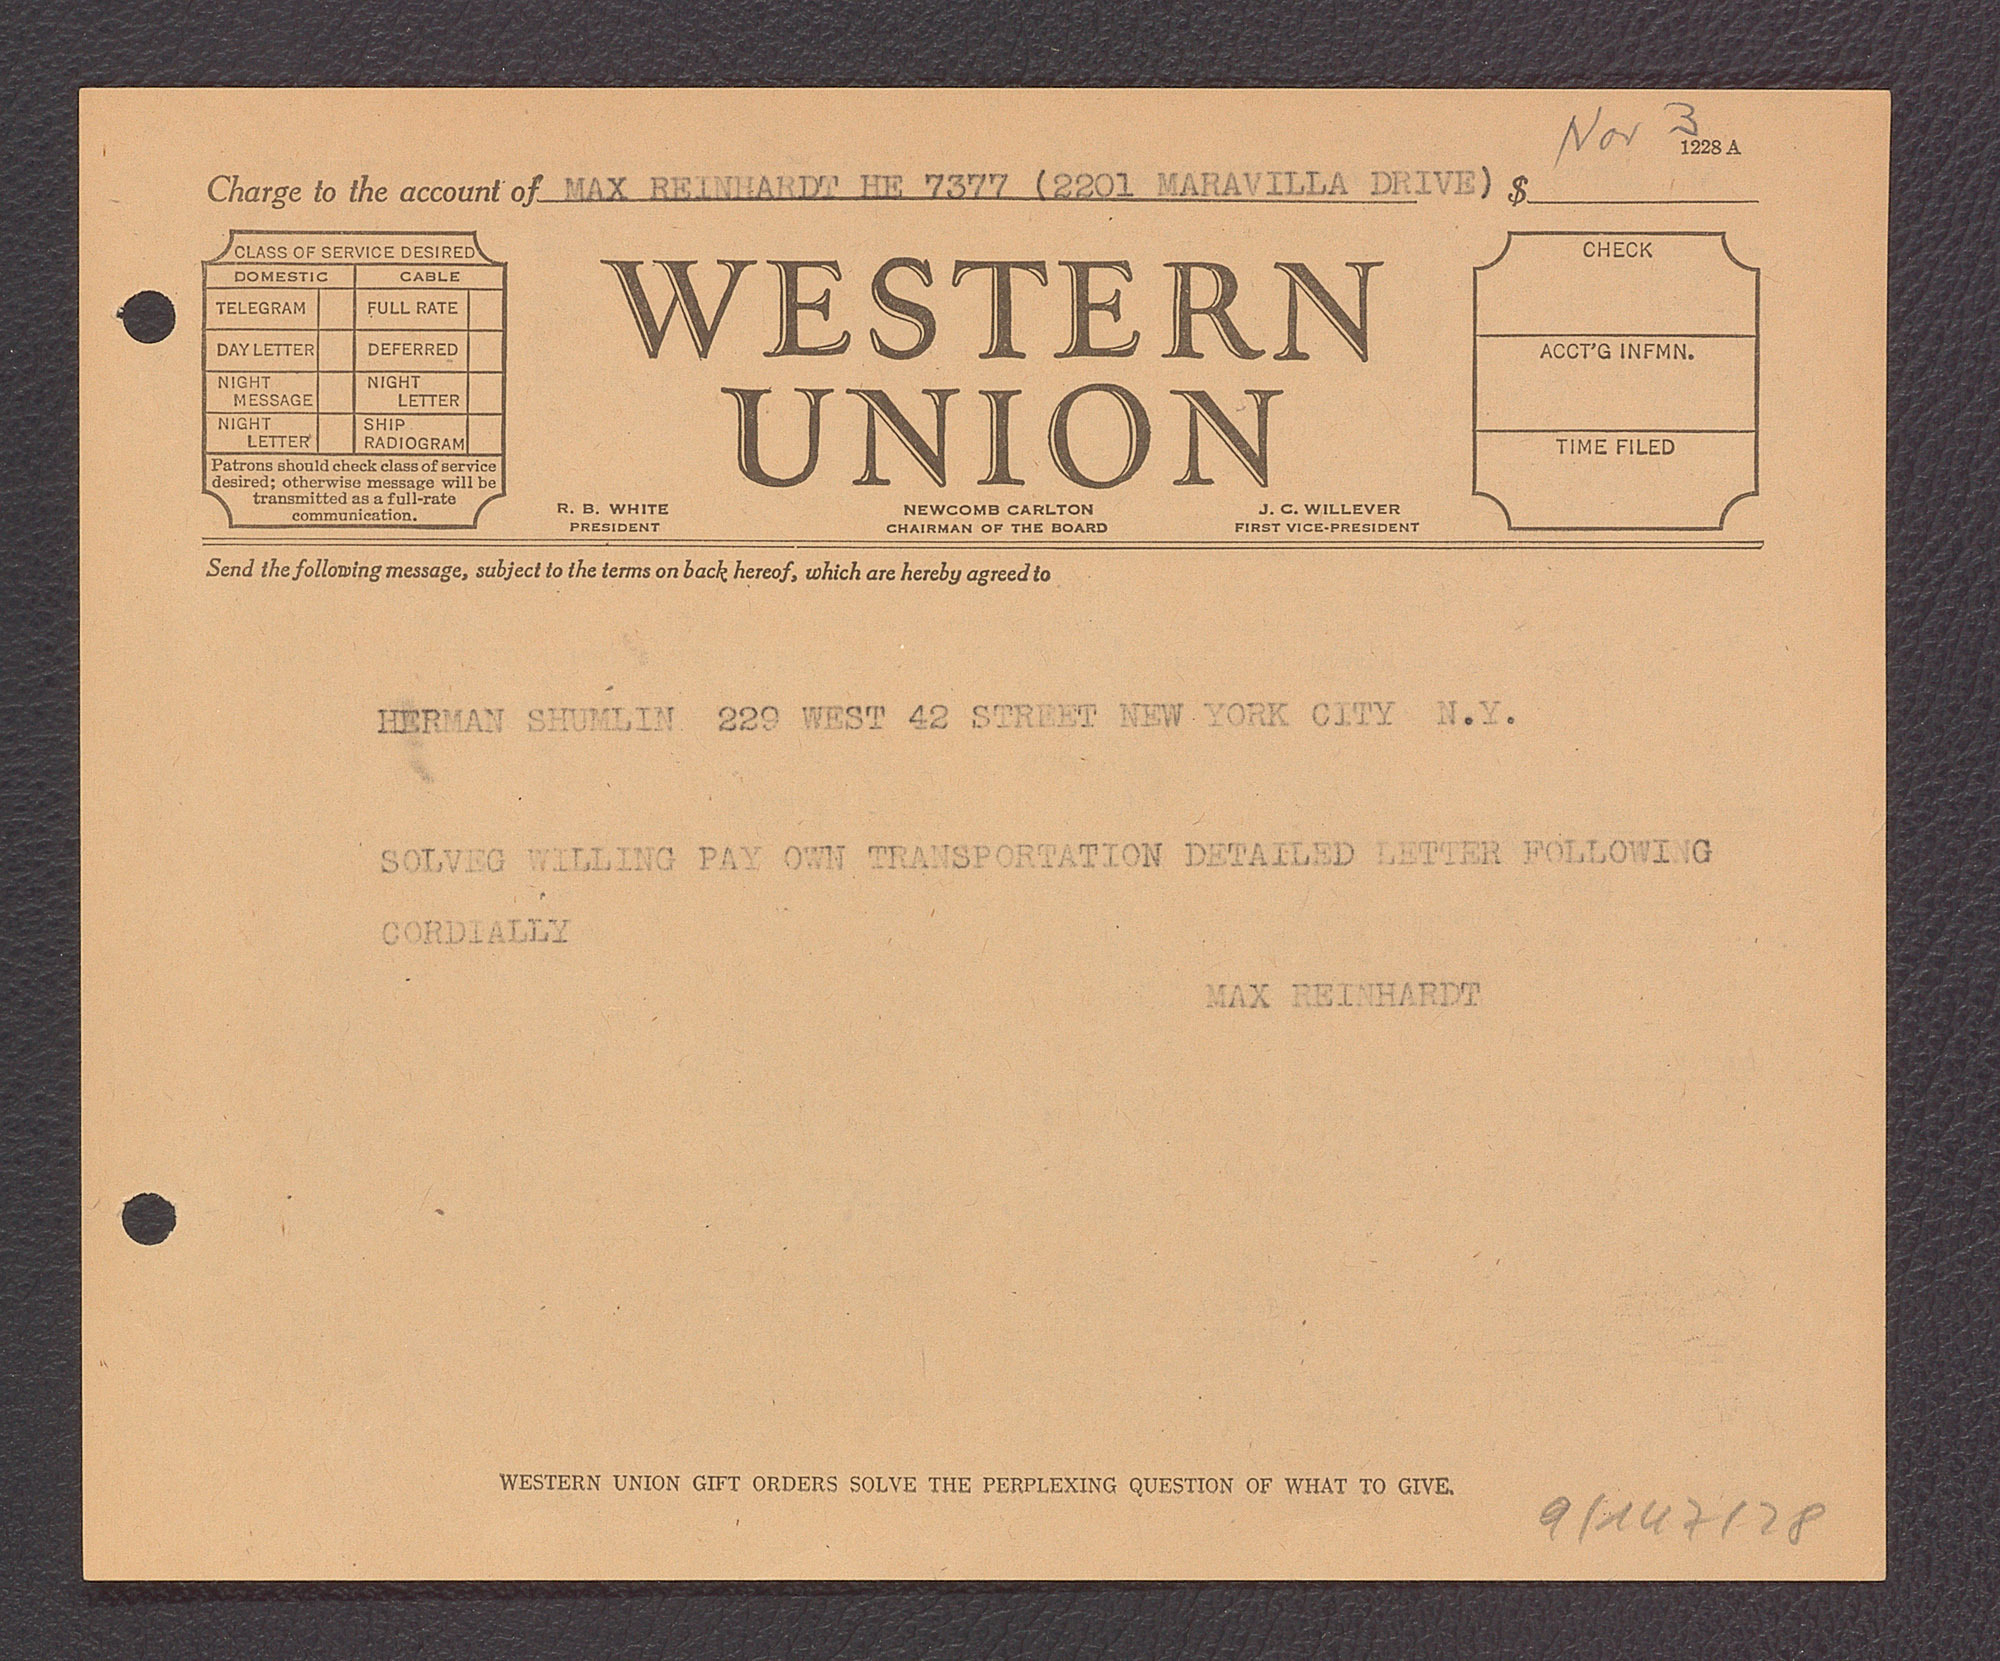 Nov 3
1228 A
Charge to the account of MAX REINHARDT HE 7377 (2201 MARAVILLA DRIVE) $
CLASS OF SERVICE DESIRED
DOMESTIC CABLE
TELEGRAM FULL RATE
DAY LETTER DEFERRED
NIGHT MESSAGE NIGHT LETTER
NIGHT LETTER SHIP RADIOGRAM
Patrons should check class of service
desired; otherwise message will be
transmitted as a full-rate
communication.
WESTERN
UNION
R. B. WHITE
PRESIDENT
NEWCOMB CARLTON
CHAIRMAN OF THE BOARD
J. C. WILLEVER
FIRST VICE-PRESIDENT
CHECK
ACCT'G INFMN.
TIME FILED
Send the following message, subject to the terms on back hereof, which are hereby agreed to
HERMAN SHUMLIN 229 WEST 42 STREET NEW YORK CITY N.Y.
SOLVEG WILLING PAY OWN TRANSPORTATION DETAILED LETTER FOLLOWING
CORDIALLY
MAX REINHARDT
WESTERN UNION GIFT ORDERS SOLVE THE PERPLEXING QUESTION OF WHAT TO GIVE.